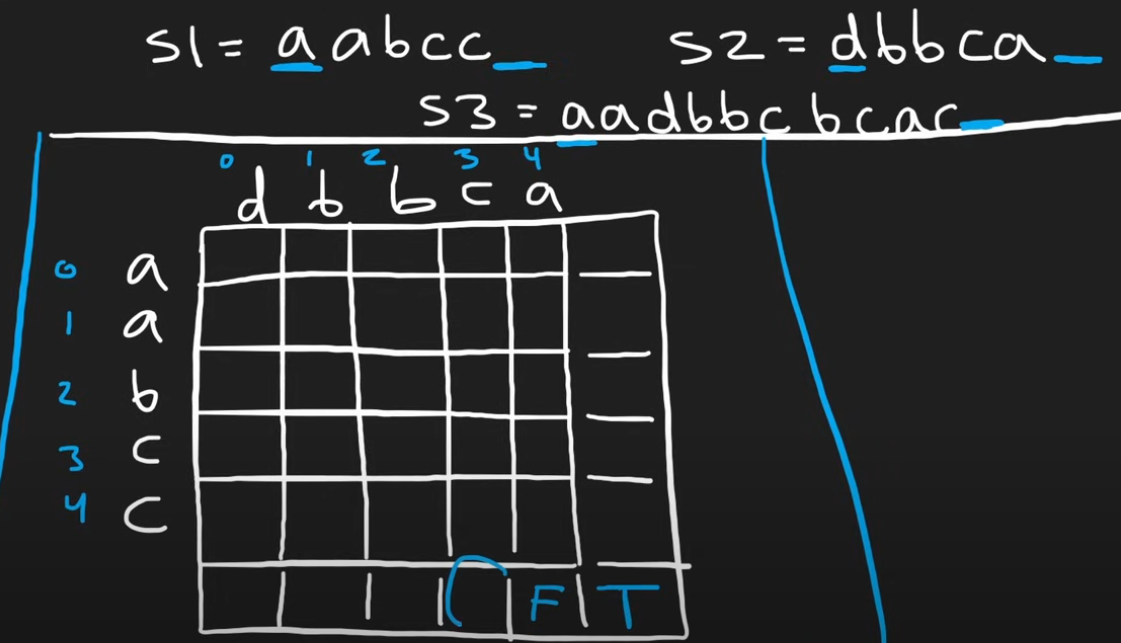 s1 = aabcc_ s2 = dbbca_
s3 = aadbbcbcac_
0 1 2 3 4
d b b c a
0 a
1 a
2 b
3 c
4 c
F T